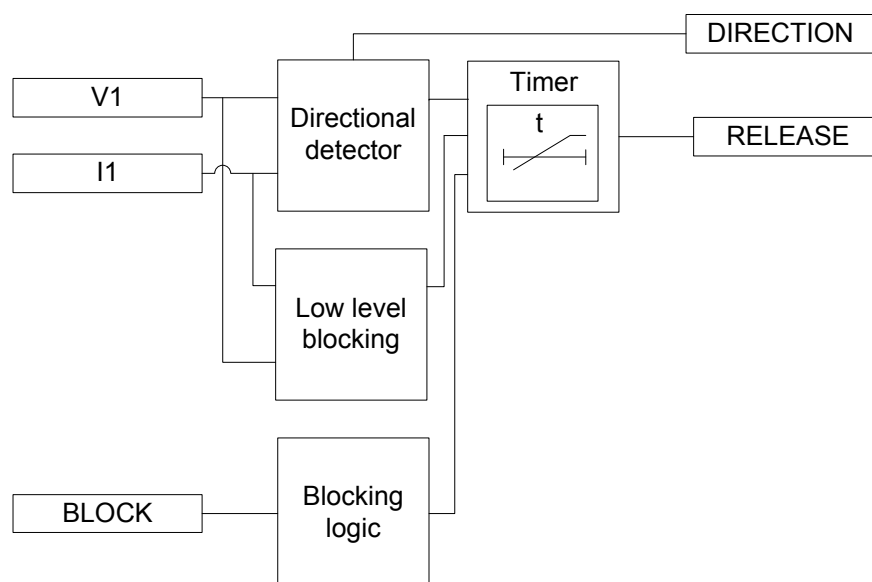 DIRECTION
Timer
t
V1
Directional
detector
I1
RELEASE
Low level
blocking
BLOCK
Blocking
logic